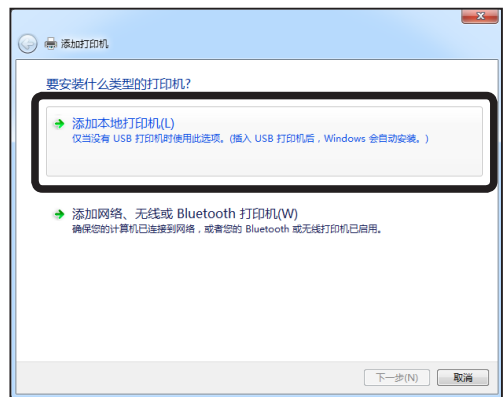 添加打印机
要安装什么类型的打印机?
添加本地打印机(L)
仅当没有 USB 打印机时使用此选项。(插入 USB 打印机后，Windows 会自动安装。)
添加网络、无线或 Bluetooth 打印机(W)
确保您的计算机已连接到网络，或者您的 Bluetooth 或无线打印机已启用。
下一步(N) 取消